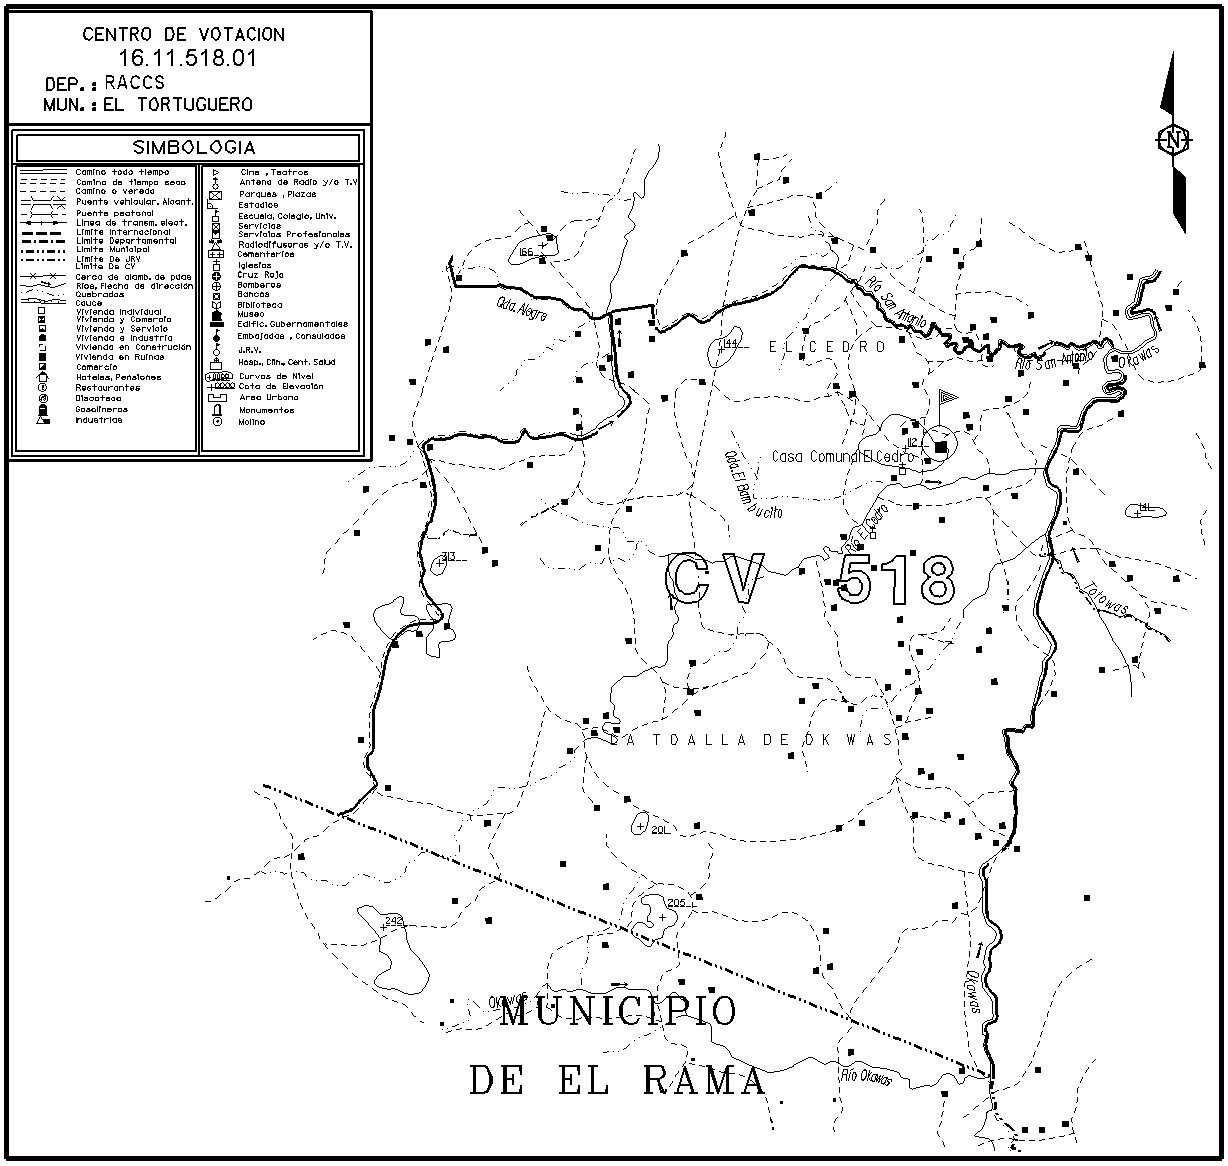 CENTRO DE VOTACION
16.11.518.01
DEP.: RACCS
MUN.: EL TORTUGUERO
SIMBOLOGIA
Camino todo tiempo
Camino de tiempo seco
Camino o vereda
Puente vehicular. Alcant.
Puente peatonal
Linea de transm. elect.
Limite Internacional
Limite Departamental
Limite Municipal
Limite De JRV
Limite De CV
Cerca de alamb. de puas
Rios, Flecha de dirección
Quebradas
Cauce
Vivienda Individual
Vivienda y Comercio
Vivienda y Servicio
Vivienda e Industria
Vivienda en Construción
Vivienda en Ruinas
Comercio
Hoteles, Pensiones
Restaurantes
Discoteca
Gasolineras
Industrias
Cine , Teatros
Antena de Radio y/o T.V
Parques , Plazas
Estadios
Escuela, Colegio, Univ.
Servicios
Servicios Profesionales
Radiodifusoras y/o T.V.
Cementerios
Iglesias
Cruz Roja
Bomberos
Bancos
Biblioteca
Museo
Edific. Gubernamentales
Embajadas , Consulados
J.R.V.
Hosp., Clín., Cent. Salud
Curvas de Nivel
Cota de Elevación
Area Urbana
Monumentos
Molino
N
166
Qda. Alegre
Río San Antonio
144
EL CEDRO
Río San Antonio
Okawas
112
Casa Comunal El Cedro
Qda. El Bambucito
Río El Cedro
141
313
CV 518
Totowas
LA TOALLA DE OKWAS
201
205
242
Okawas
Okawas
MUNICIPIO
DE EL RAMA
Río Okawas